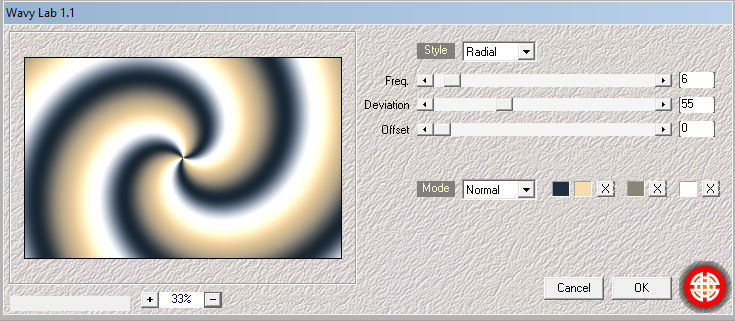 Wavy Lab 1.1
Style Radial
Freq. 6
Deviation 55
Offset 0
Mode Normal X X X
Cancel OK
+ 33% −